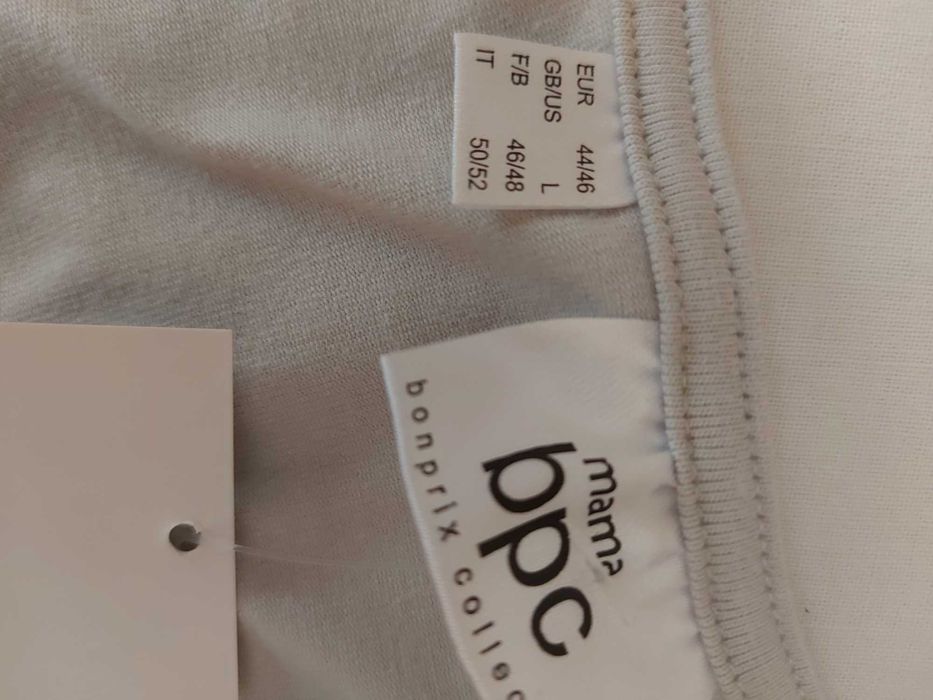 EUR 44/46
GB/US L
F/B 46/48
IT 50/52
mama
bpc
bonprix collec